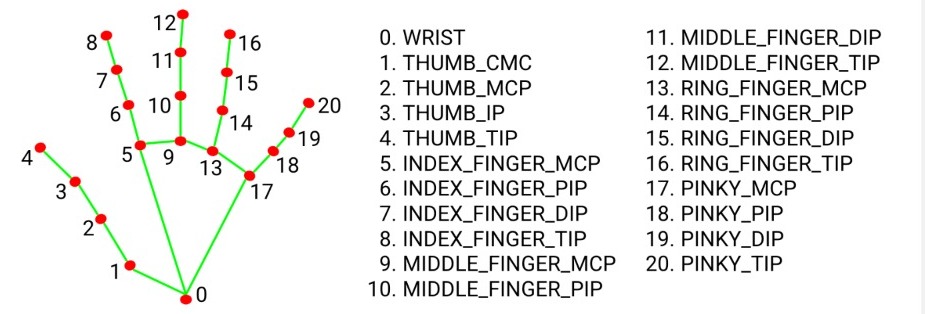 12
8
16
11
7
15
10
6
20
14
19
4
5
9
13
18
3
17
2
1
0
0. WRIST
1. THUMB_CMC
2. THUMB_MCP
3. THUMB_IP
4. THUMB_TIP
5. INDEX_FINGER_MCP
6. INDEX_FINGER_PIP
7. INDEX_FINGER_DIP
8. INDEX_FINGER_TIP
9. MIDDLE_FINGER_MCP
10. MIDDLE_FINGER_PIP
11. MIDDLE_FINGER_DIP
12. MIDDLE_FINGER_TIP
13. RING_FINGER_MCP
14. RING_FINGER_PIP
15. RING_FINGER_DIP
16. RING_FINGER_TIP
17. PINKY_MCP
18. PINKY_PIP
19. PINKY_DIP
20. PINKY_TIP